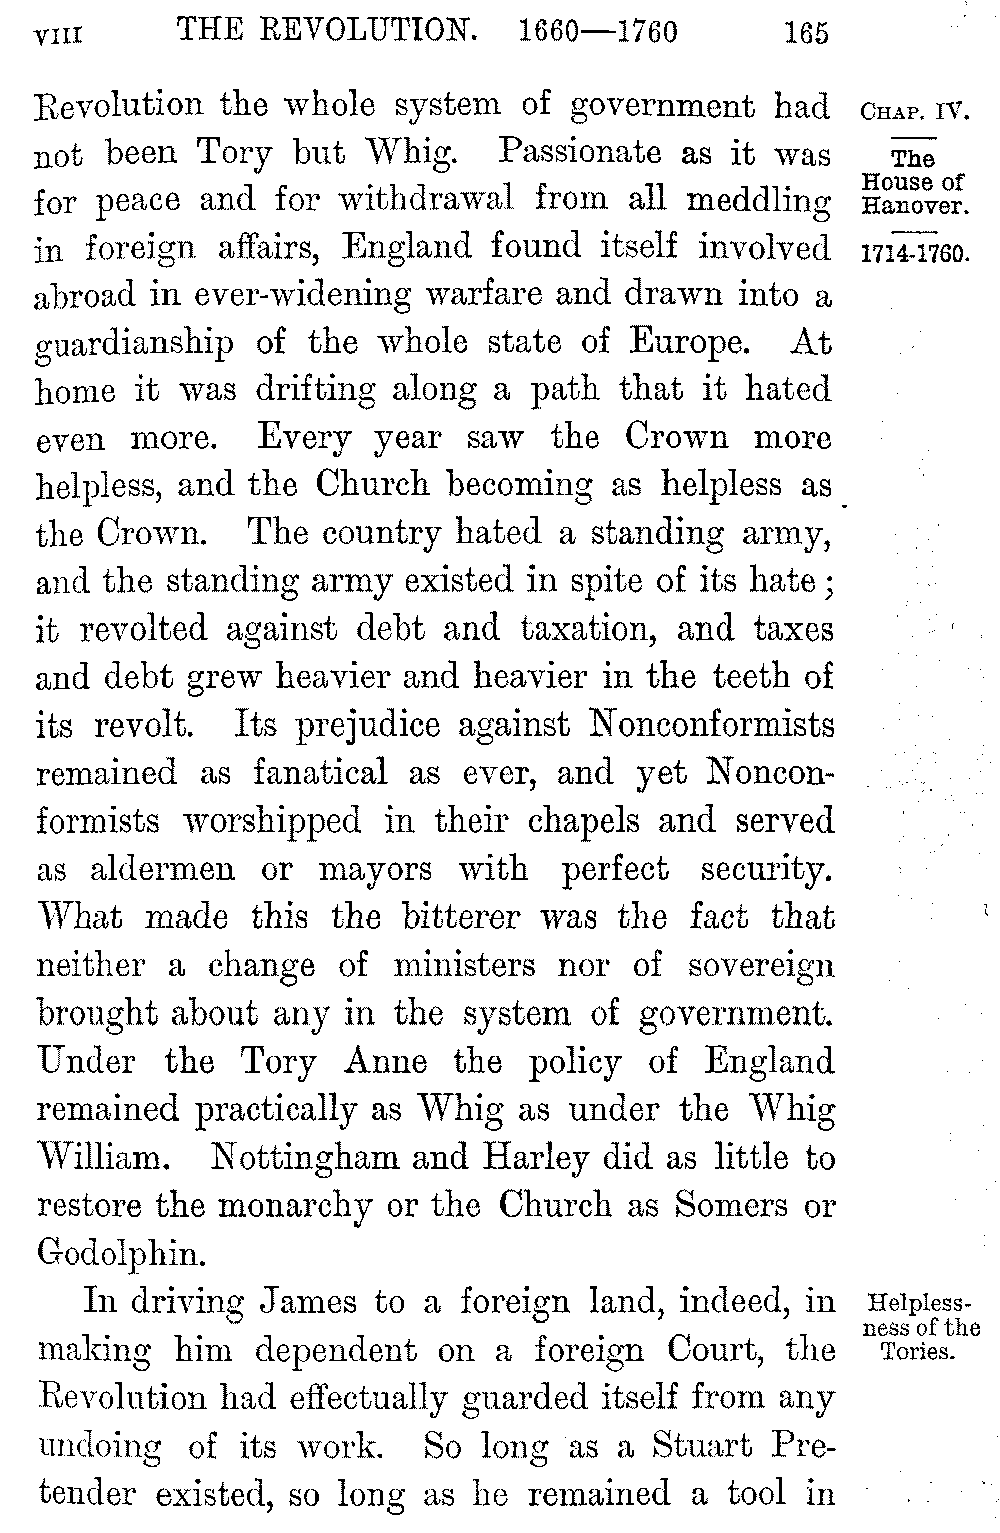 VIII THE REVOLUTION. 1660—1760 165
Revolution the whole system of government had
not been Tory but Whig. Passionate as it was
for peace and for withdrawal from all meddling
in foreign affairs, England found itself involved
abroad in ever-widening warfare and drawn into a
guardianship of the whole state of Europe. At
home it was drifting along a path that it hated
even more. Every year saw the Crown more
helpless, and the Church becoming as helpless as
the Crown. The country hated a standing army,
and the standing army existed in spite of its hate;
it revolted against debt and taxation, and taxes
and debt grew heavier and heavier in the teeth of
its revolt. Its prejudice against Nonconformists
remained as fanatical as ever, and yet Noncon-
formists worshipped in their chapels and served
as aldermen or mayors with perfect security.
What made this the bitterer was the fact that
neither a change of ministers nor of sovereign
brought about any in the system of government.
Under the Tory Anne the policy of England
remained practically as Whig as under the Whig
William. Nottingham and Harley did as little to
restore the monarchy or the Church as Somers or
Godolphin.
In driving James to a foreign land, indeed, in
making him dependent on a foreign Court, the
Revolution had effectually guarded itself from any
undoing of its work. So long as a Stuart Pre-
tender existed, so long as he remained a tool in
CHAP. IV.
The
House of
Hanover.
1714-1760.
Helpless-
ness of the
Tories.